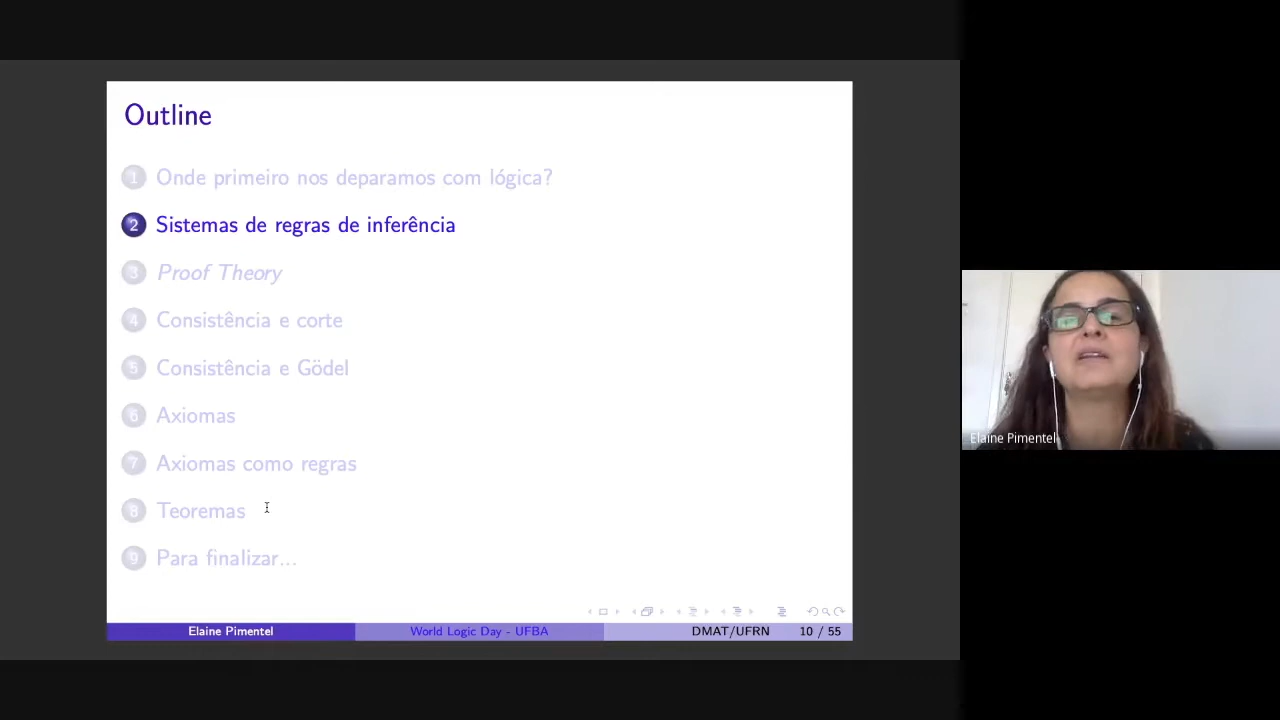 Outline
1 Onde primeiro nos deparamos com lógica?
2 Sistemas de regras de inferência
3 Proof Theory
4 Consistência e corte
5 Consistência e Gödel
6 Axiomas
7 Axiomas como regras
8 Teoremas
9 Para finalizar...
Elaine Pimentel World Logic Day - UFBA DMAT/UFRN 10 / 55
Elaine Pimentel